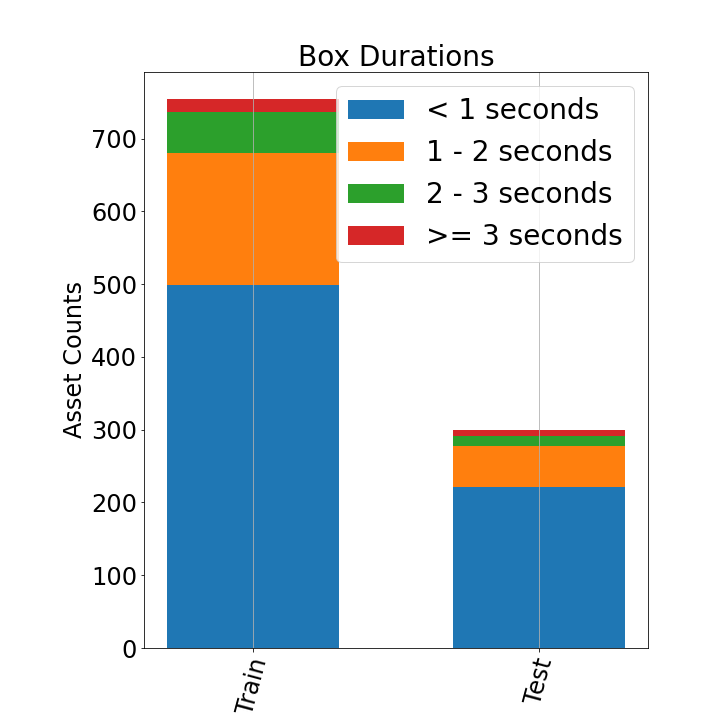 Box Durations
< 1 seconds
1 - 2 seconds
2 - 3 seconds
>= 3 seconds
Asset Counts
700
600
500
400
300
200
100
0
Train
Test